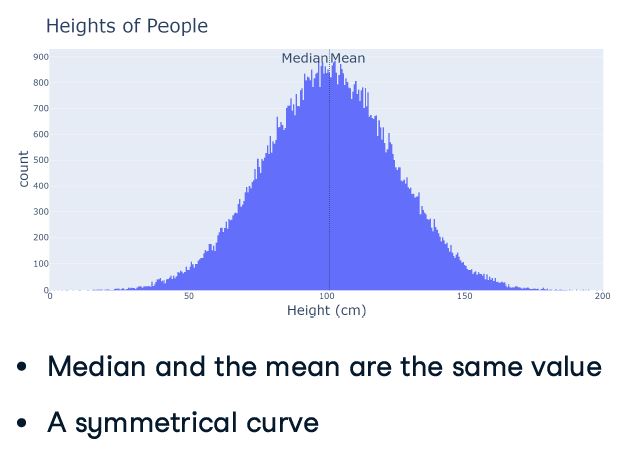 Heights of People
Median Mean
900
800
700
600
500
400
300
200
100
0
count
0 50 100 150 200
Height (cm)
• Median and the mean are the same value
• A symmetrical curve